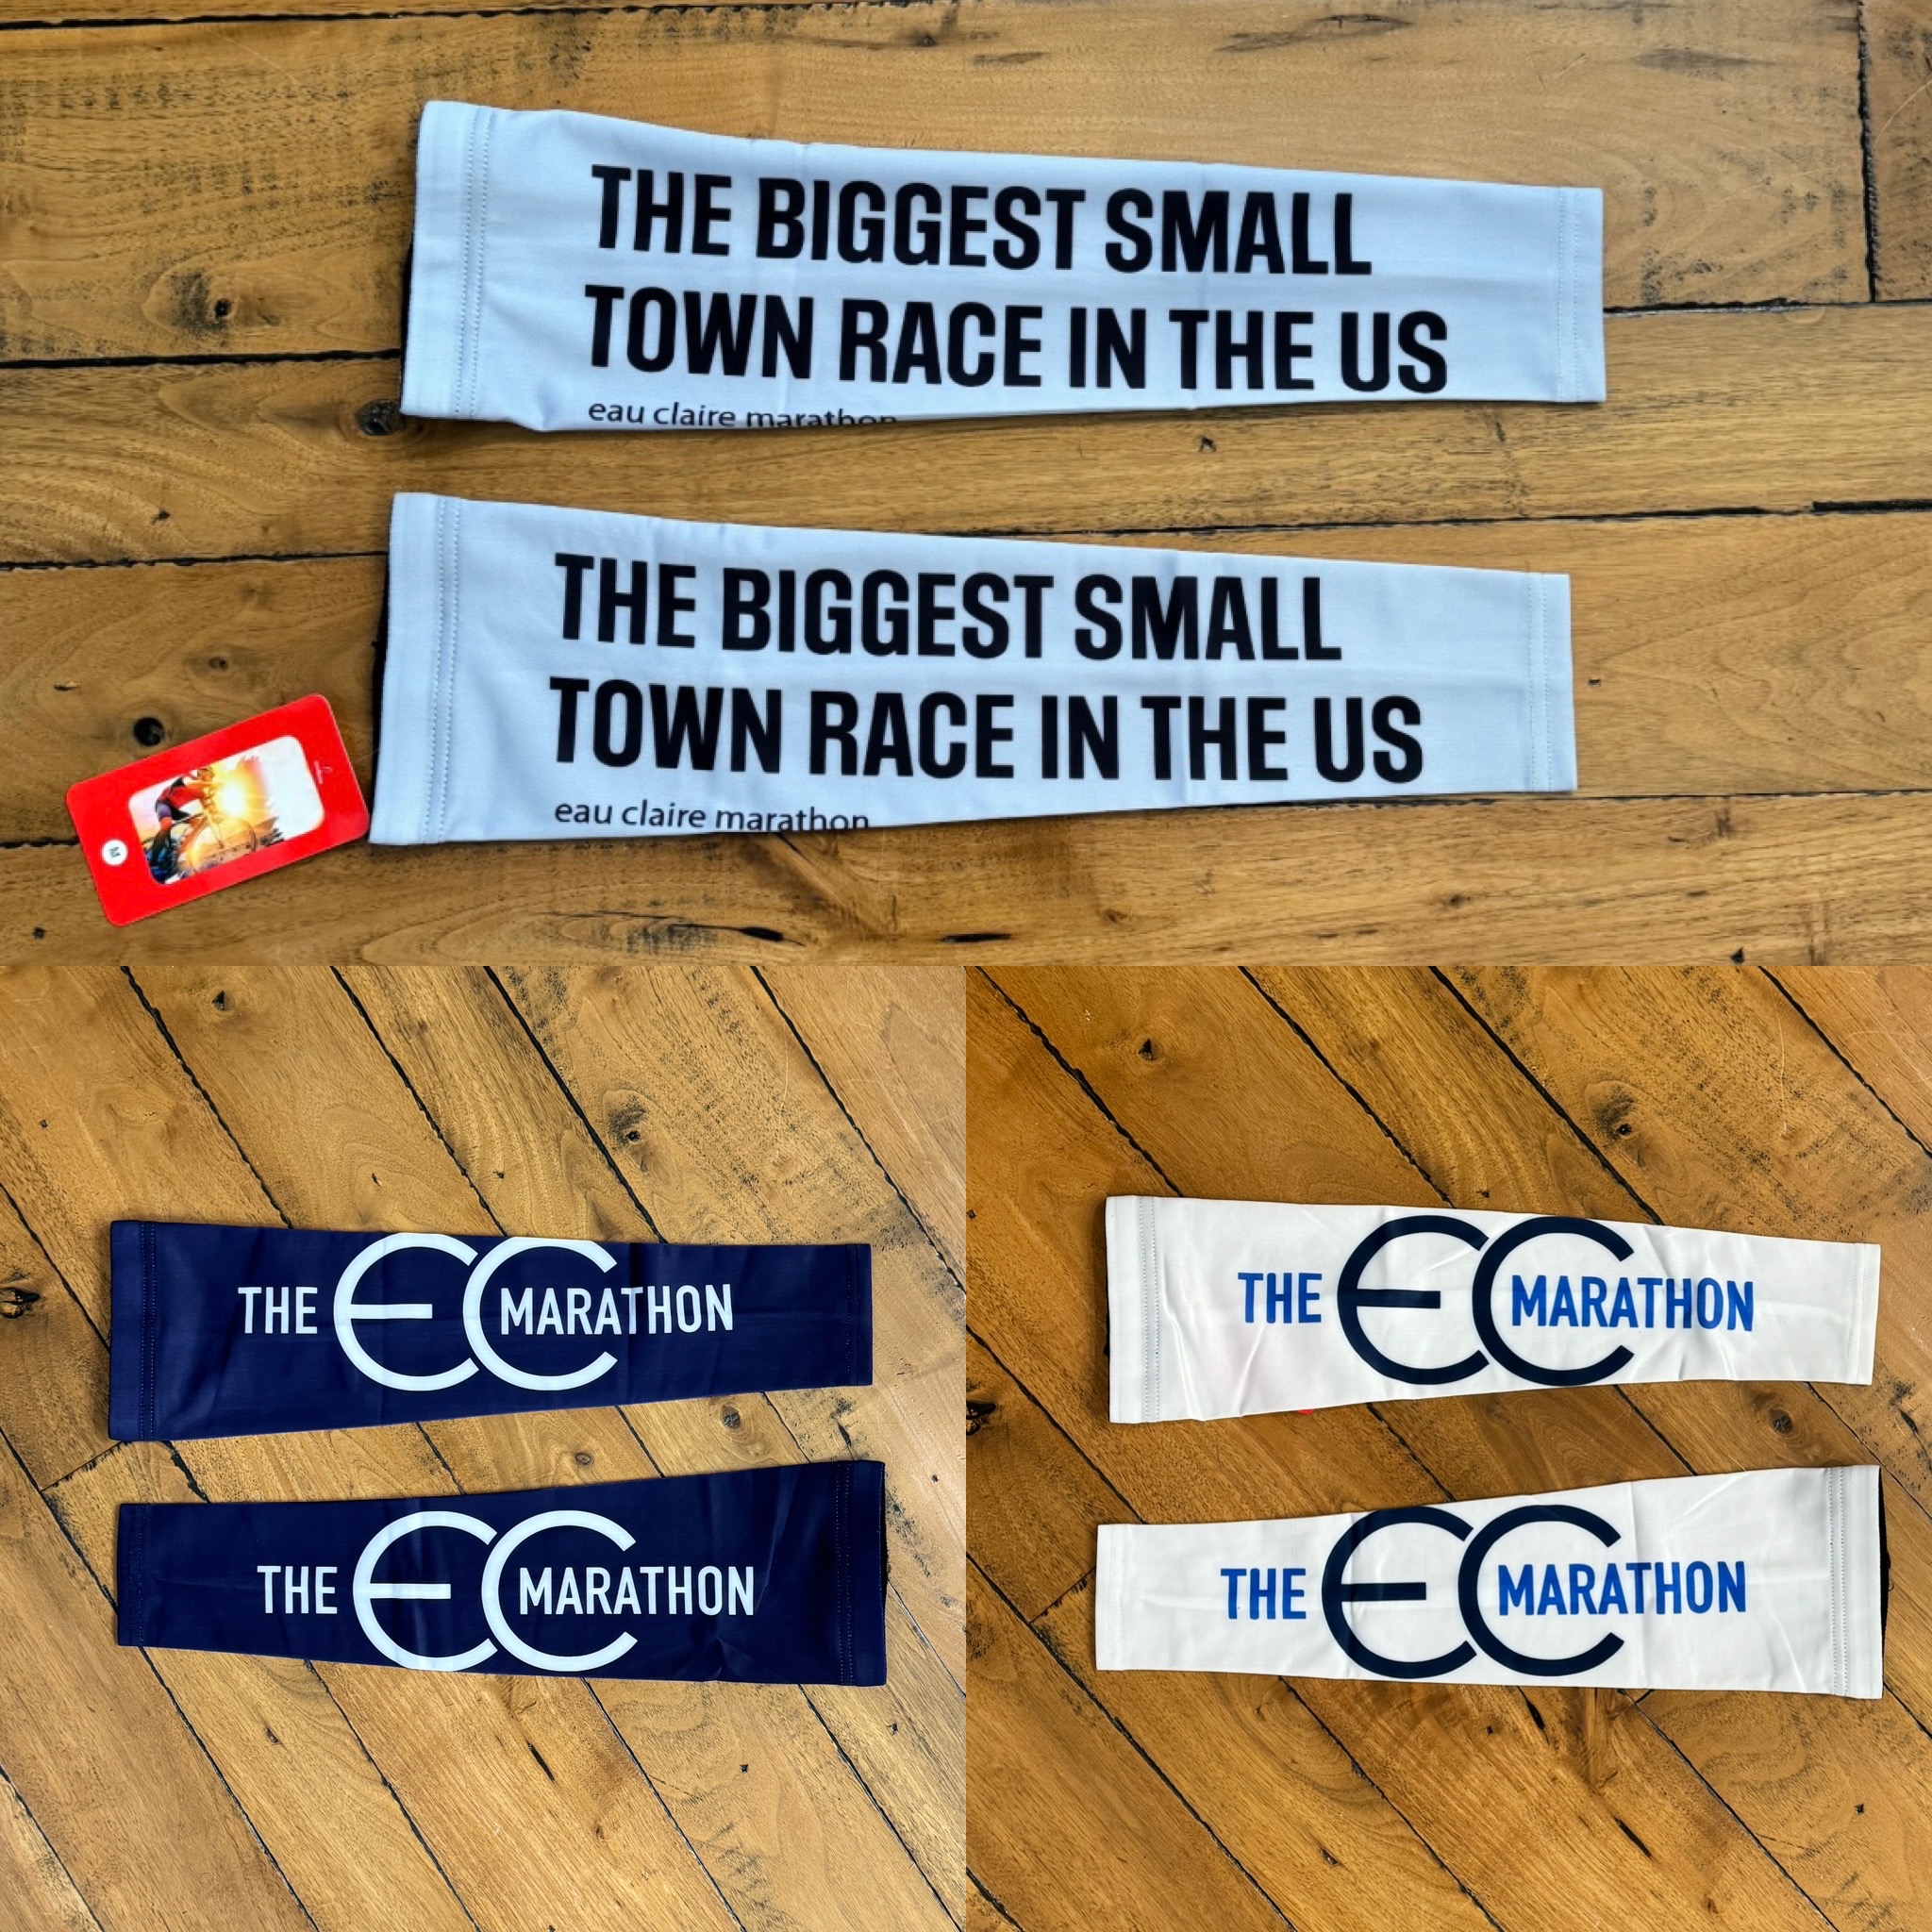 THE BIGGEST SMALL
TOWN RACE IN THE US
eau claire marathon
THE BIGGEST SMALL
TOWN RACE IN THE US
eau claire marathon
M
THE EC MARATHON
THE EC MARATHON
THE EC MARATHON
THE EC MARATHON